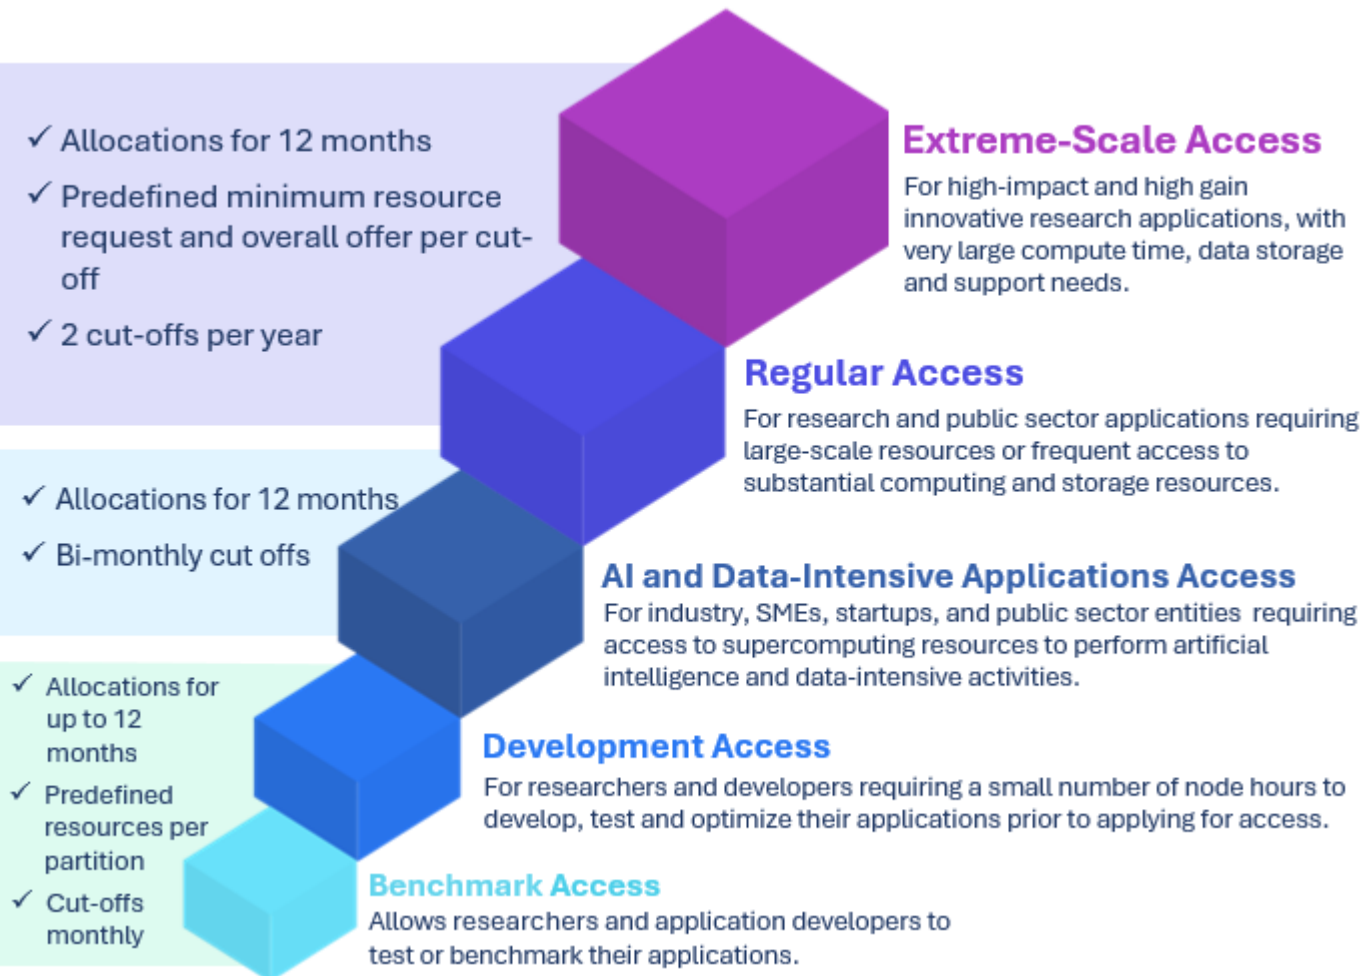 ✓ Allocations for 12 months
✓ Predefined minimum resource
request and overall offer per cut-
off
✓ 2 cut-offs per year
Extreme-Scale Access
For high-impact and high gain
innovative research applications, with
very large compute time, data storage
and support needs.
Regular Access
For research and public sector applications requiring
large-scale resources or frequent access to
substantial computing and storage resources.
✓ Allocations for 12 months
✓ Bi-monthly cut offs
AI and Data-Intensive Applications Access
For industry, SMEs, startups, and public sector entities requiring
access to supercomputing resources to perform artificial
intelligence and data-intensive activities.
✓ Allocations for
up to 12
months
✓ Predefined
resources per
partition
✓ Cut-offs
monthly
Development Access
For researchers and developers requiring a small number of node hours to
develop, test and optimize their applications prior to applying for access.
Benchmark Access
Allows researchers and application developers to
test or benchmark their applications.